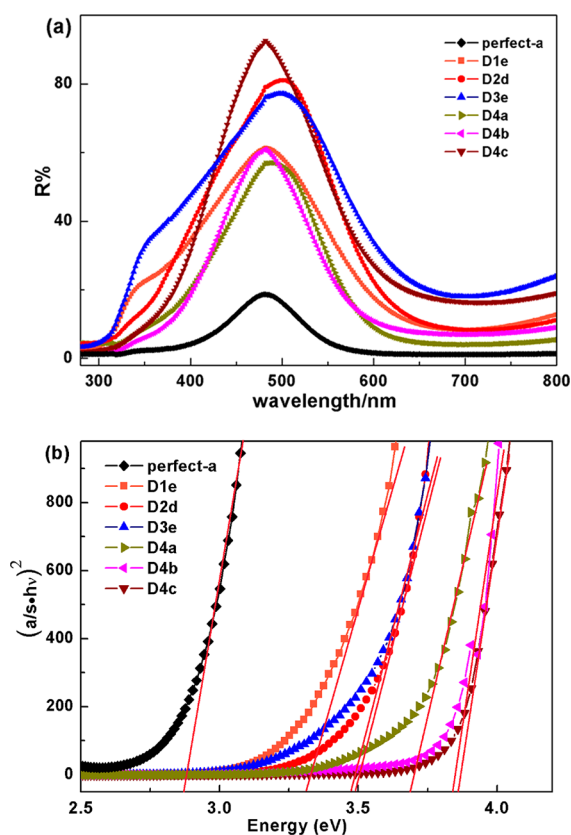 (a)
perfect-a
D1e
D2d
D3e
D4a
D4b
D4c
R%
80
40
0
300 400 500 600 700 800
wavelength/nm
(b)
perfect-a
D1e
D2d
D3e
D4a
D4b
D4c
(a/s•hν)²
800
600
400
200
0
2.5 3.0 3.5 4.0
Energy (eV)